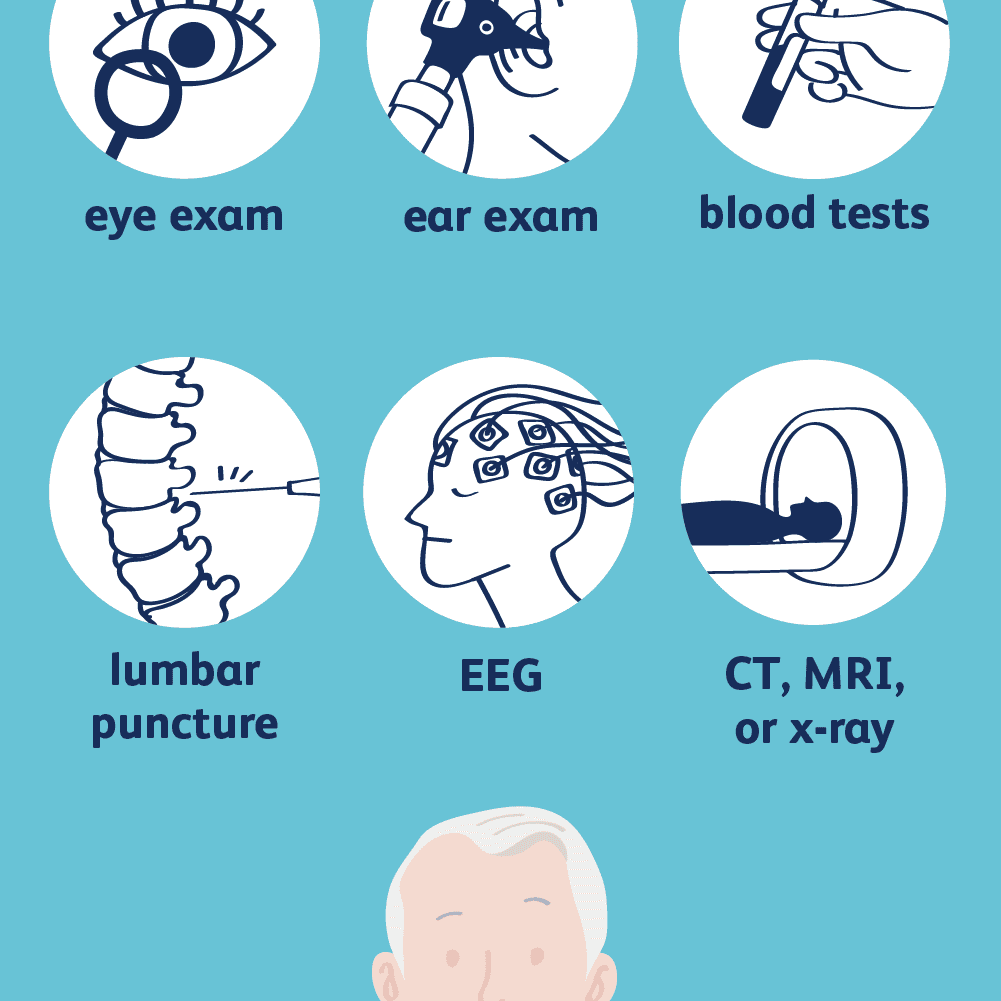 eye exam
ear exam
blood tests
lumbar
puncture
EEG
CT, MRI,
or x-ray